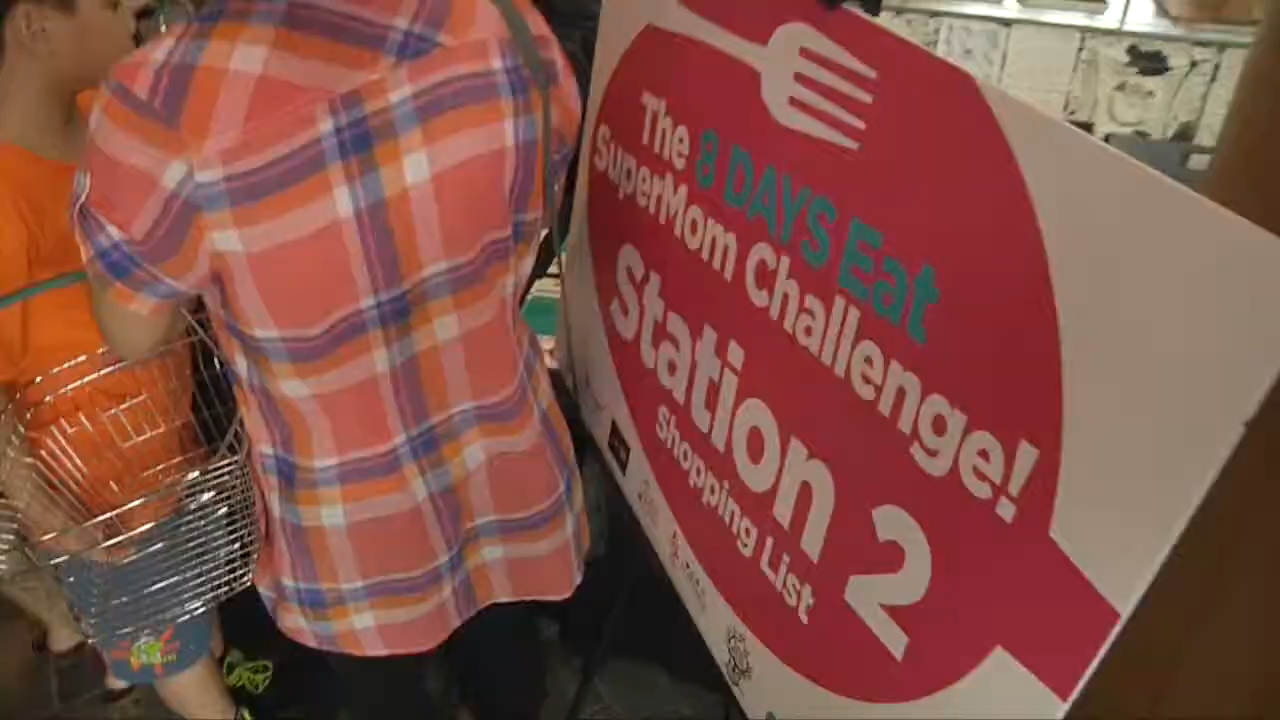 The 8 DAYS Eat
SuperMom Challenge!
Station 2
Shopping List